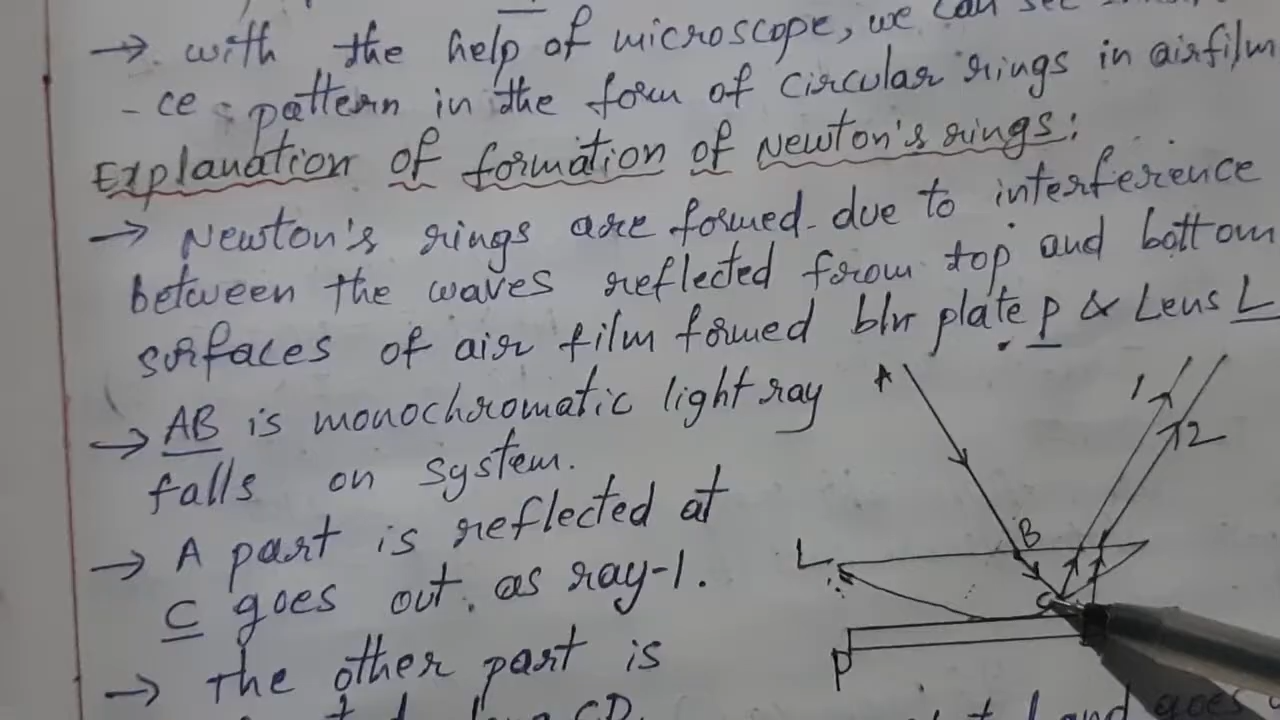 → with the help of microscope, we can see
- ce pattern in the form of circular rings in airfilm
Explanation of formation of Newton's rings:
→ Newton's rings are formed due to interference
between the waves reflected from top and bottom
surfaces of air film formed b/w plate P & Lens L
→ AB is monochromatic light ray
falls on system.
→ A part is reflected at
C goes out. as ray-1.
→ The other part is
CD.
and goes
A
1
2
B
L
C
P